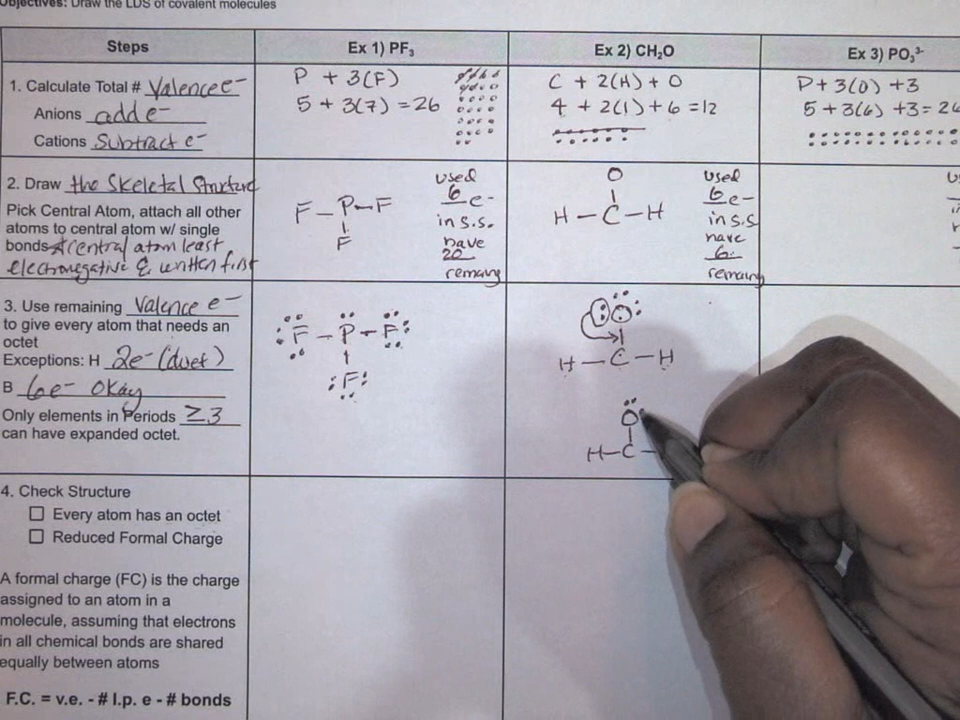 Objectives: Draw the LDS of covalent molecules
Steps
Ex 1) PF3
Ex 2) CH2O
Ex 3) PO3 3-
1. Calculate Total # Valence e-
Anions add e-
Cations Subtract e-
P + 3(F)
5 + 3(7) = 26
C + 2(H) + O
4 + 2(1) + 6 = 12
P + 3(O) + 3
5 + 3(6) + 3 = 26
2. Draw the Skeletal Structure
Pick Central Atom, attach all other
atoms to central atom w/ single
bonds * central atom least
electronegative & written first
F - P - F
F
used
6 e-
in s.s.
have
20
remaing
O
H - C - H
used
6 e-
in s.s
have
6
remaing
3. Use remaining Valence e-
to give every atom that needs an
octet
Exceptions: H 2e- (duet)
B 6e- okay
Only elements in Periods ≥3
can have expanded octet.
F - P - F
F
O
H - C - H
O
H - C -
4. Check Structure
Every atom has an octet
Reduced Formal Charge
A formal charge (FC) is the charge
assigned to an atom in a
molecule, assuming that electrons
in all chemical bonds are shared
equally between atoms
F.C. = v.e. - # l.p. e - # bonds